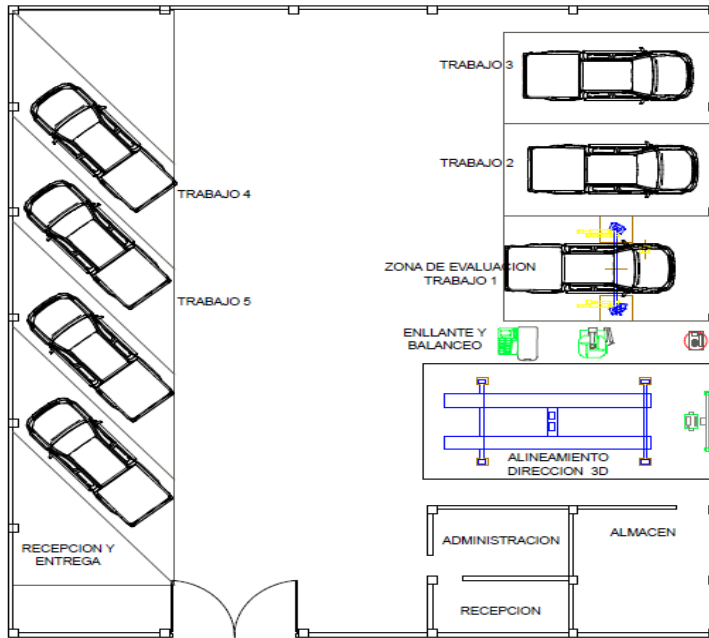 TRABAJO 3
TRABAJO 2
TRABAJO 4
ZONA DE EVALUACION
TRABAJO 1
TRABAJO 5
ENLLANTE Y
BALANCEO
ALINEAMIENTO
DIRECCION 3D
ADMINISTRACION
ALMACEN
RECEPCION Y
ENTREGA
RECEPCION